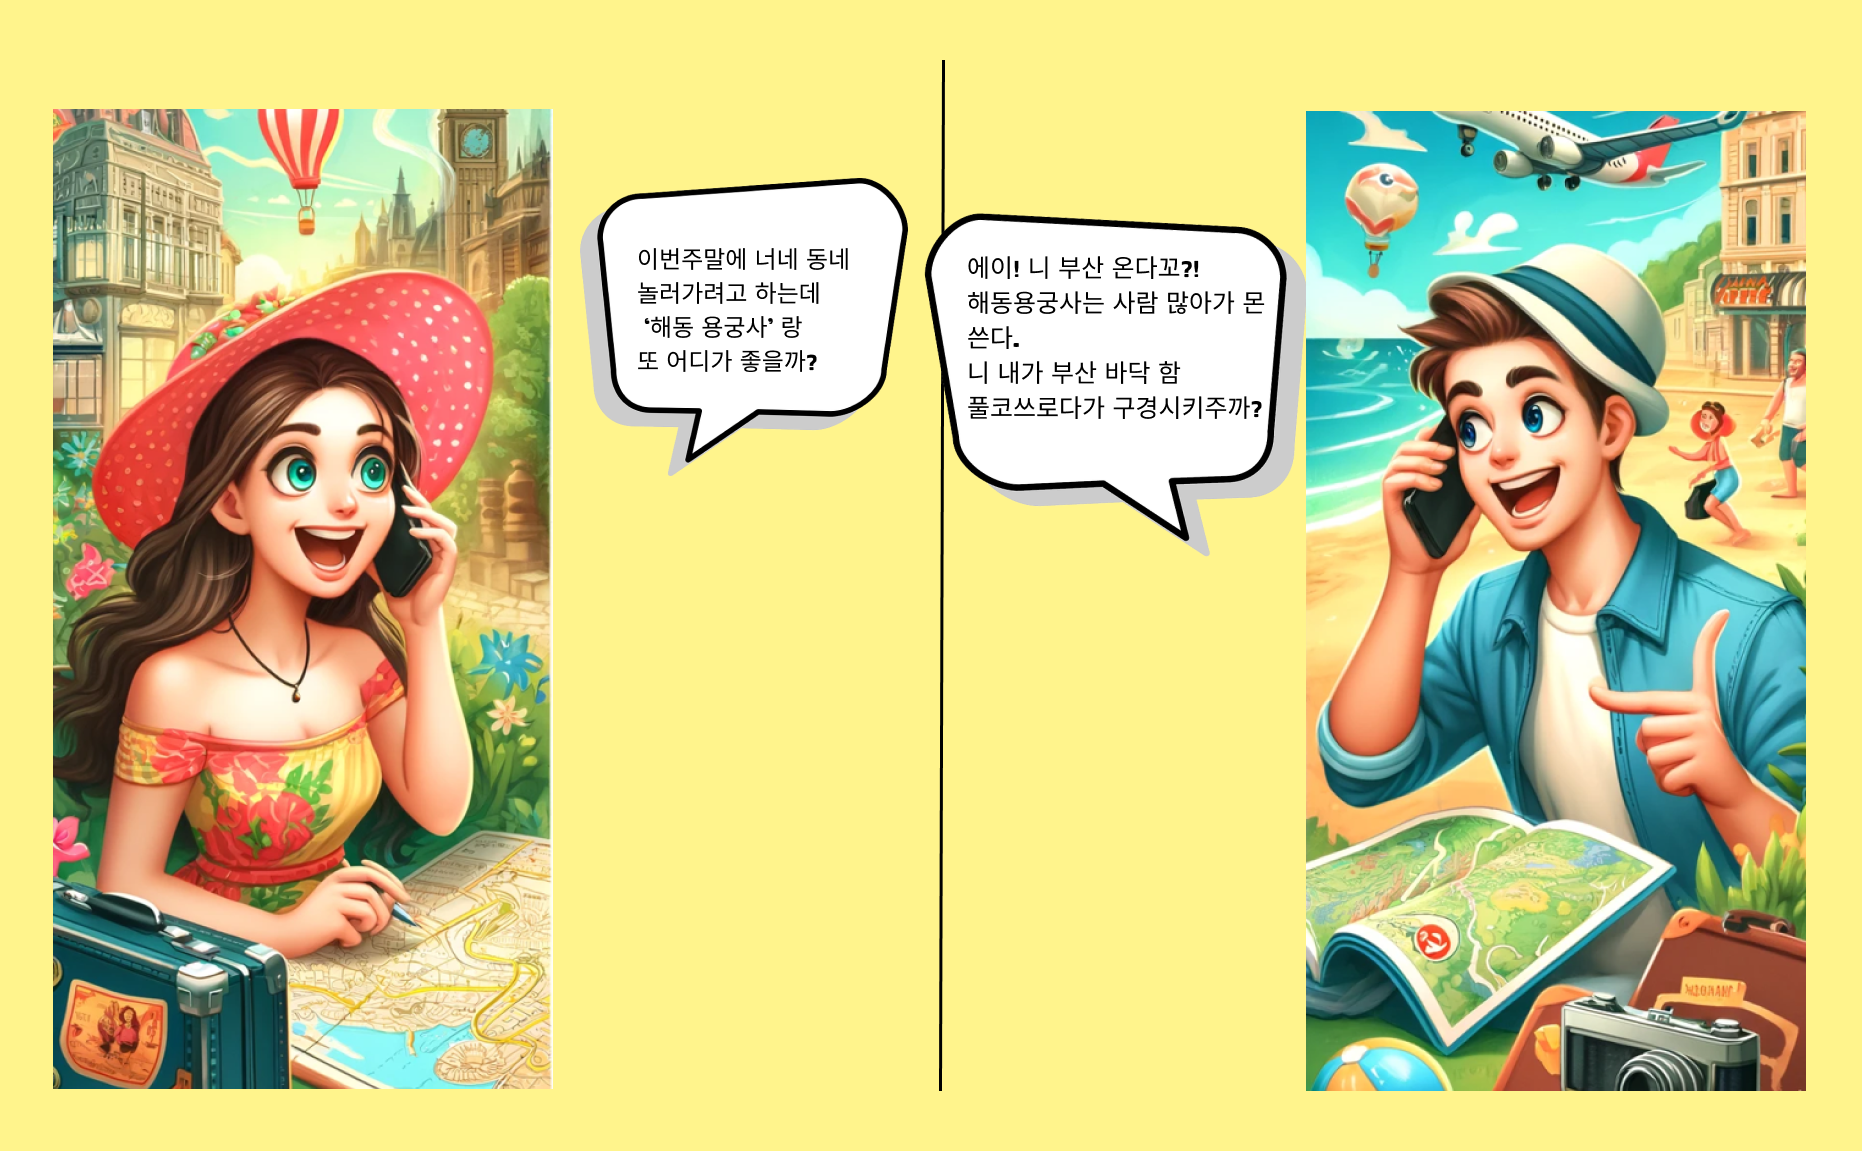 이번주말에 너네 동네
놀러가려고 하는데
‘해동 용궁사’ 랑
또 어디가 좋을까?
에이! 니 부산 온다꼬?!
해동용궁사는 사람 많아가 몬
쓴다.
니 내가 부산 바닥 함
풀코쓰로다가 구경시키주까?